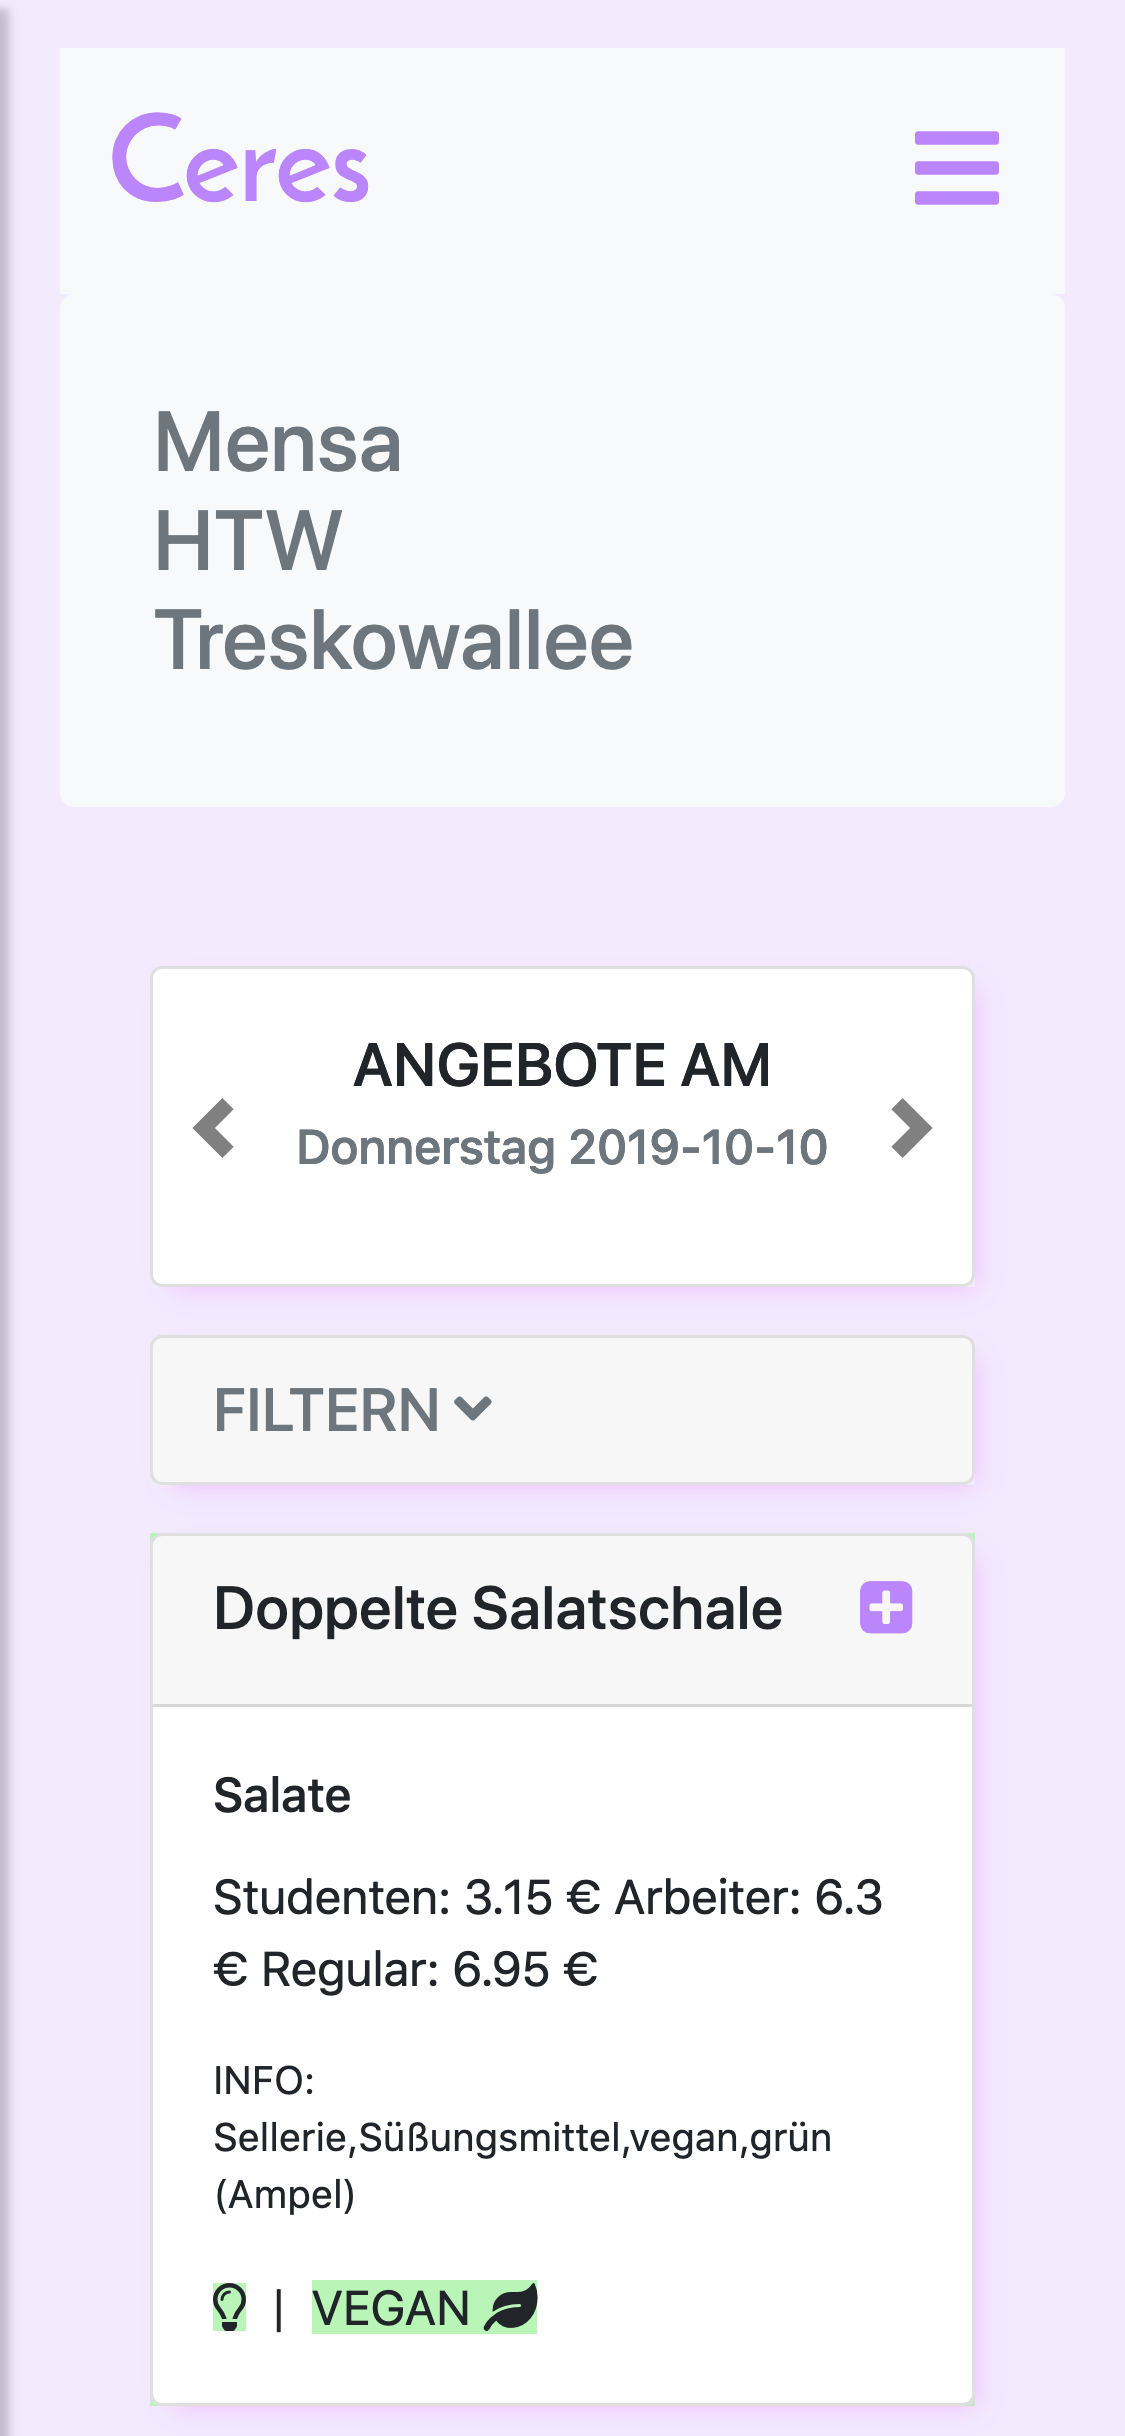 Ceres
Mensa
HTW
Treskowallee
ANGEBOTE AM
Donnerstag 2019-10-10
FILTERN
Doppelte Salatschale
Salate
Studenten: 3.15 € Arbeiter: 6.3
€ Regular: 6.95 €
INFO:
Sellerie,Süßungsmittel,vegan,grün
(Ampel)
| VEGAN